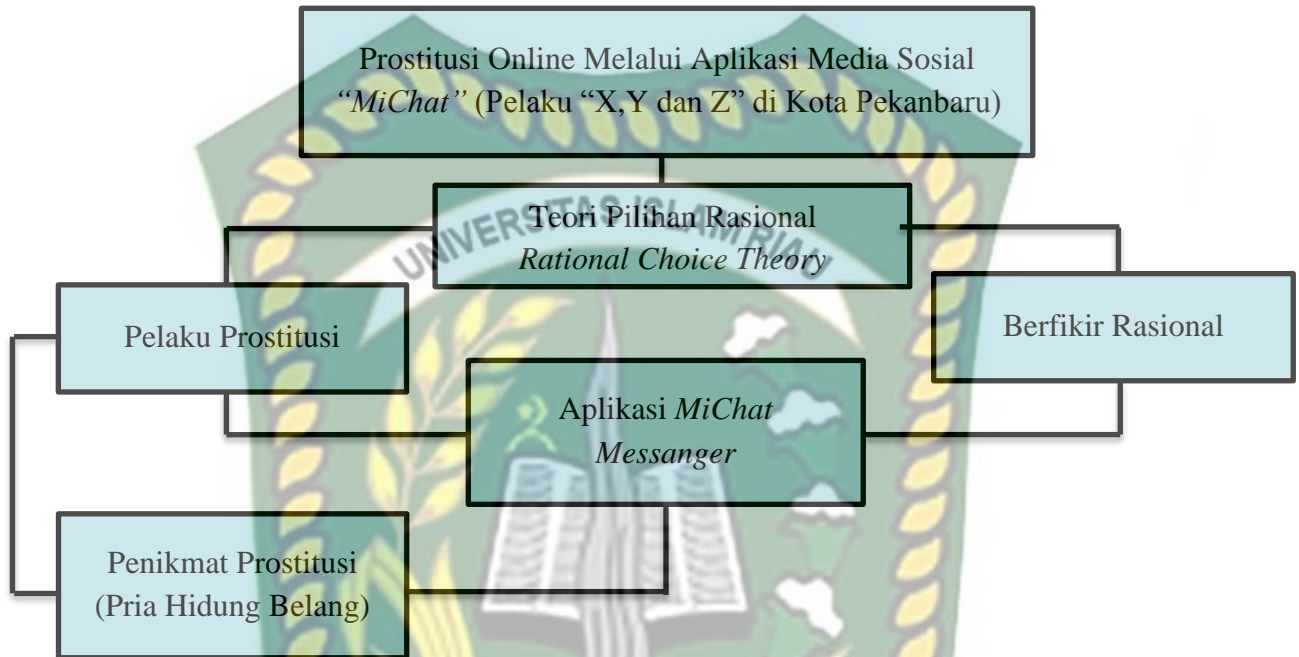 Prostitusi Online Melalui Aplikasi Media Sosial
“MiChat” (Pelaku “X,Y dan Z” di Kota Pekanbaru)
Teori Pilihan Rasional
Rational Choice Theory
UNIVERSITAS ISLAM RIAU
Pelaku Prostitusi
Berfikir Rasional
Aplikasi MiChat
Messanger
Penikmat Prostitusi
(Pria Hidung Belang)